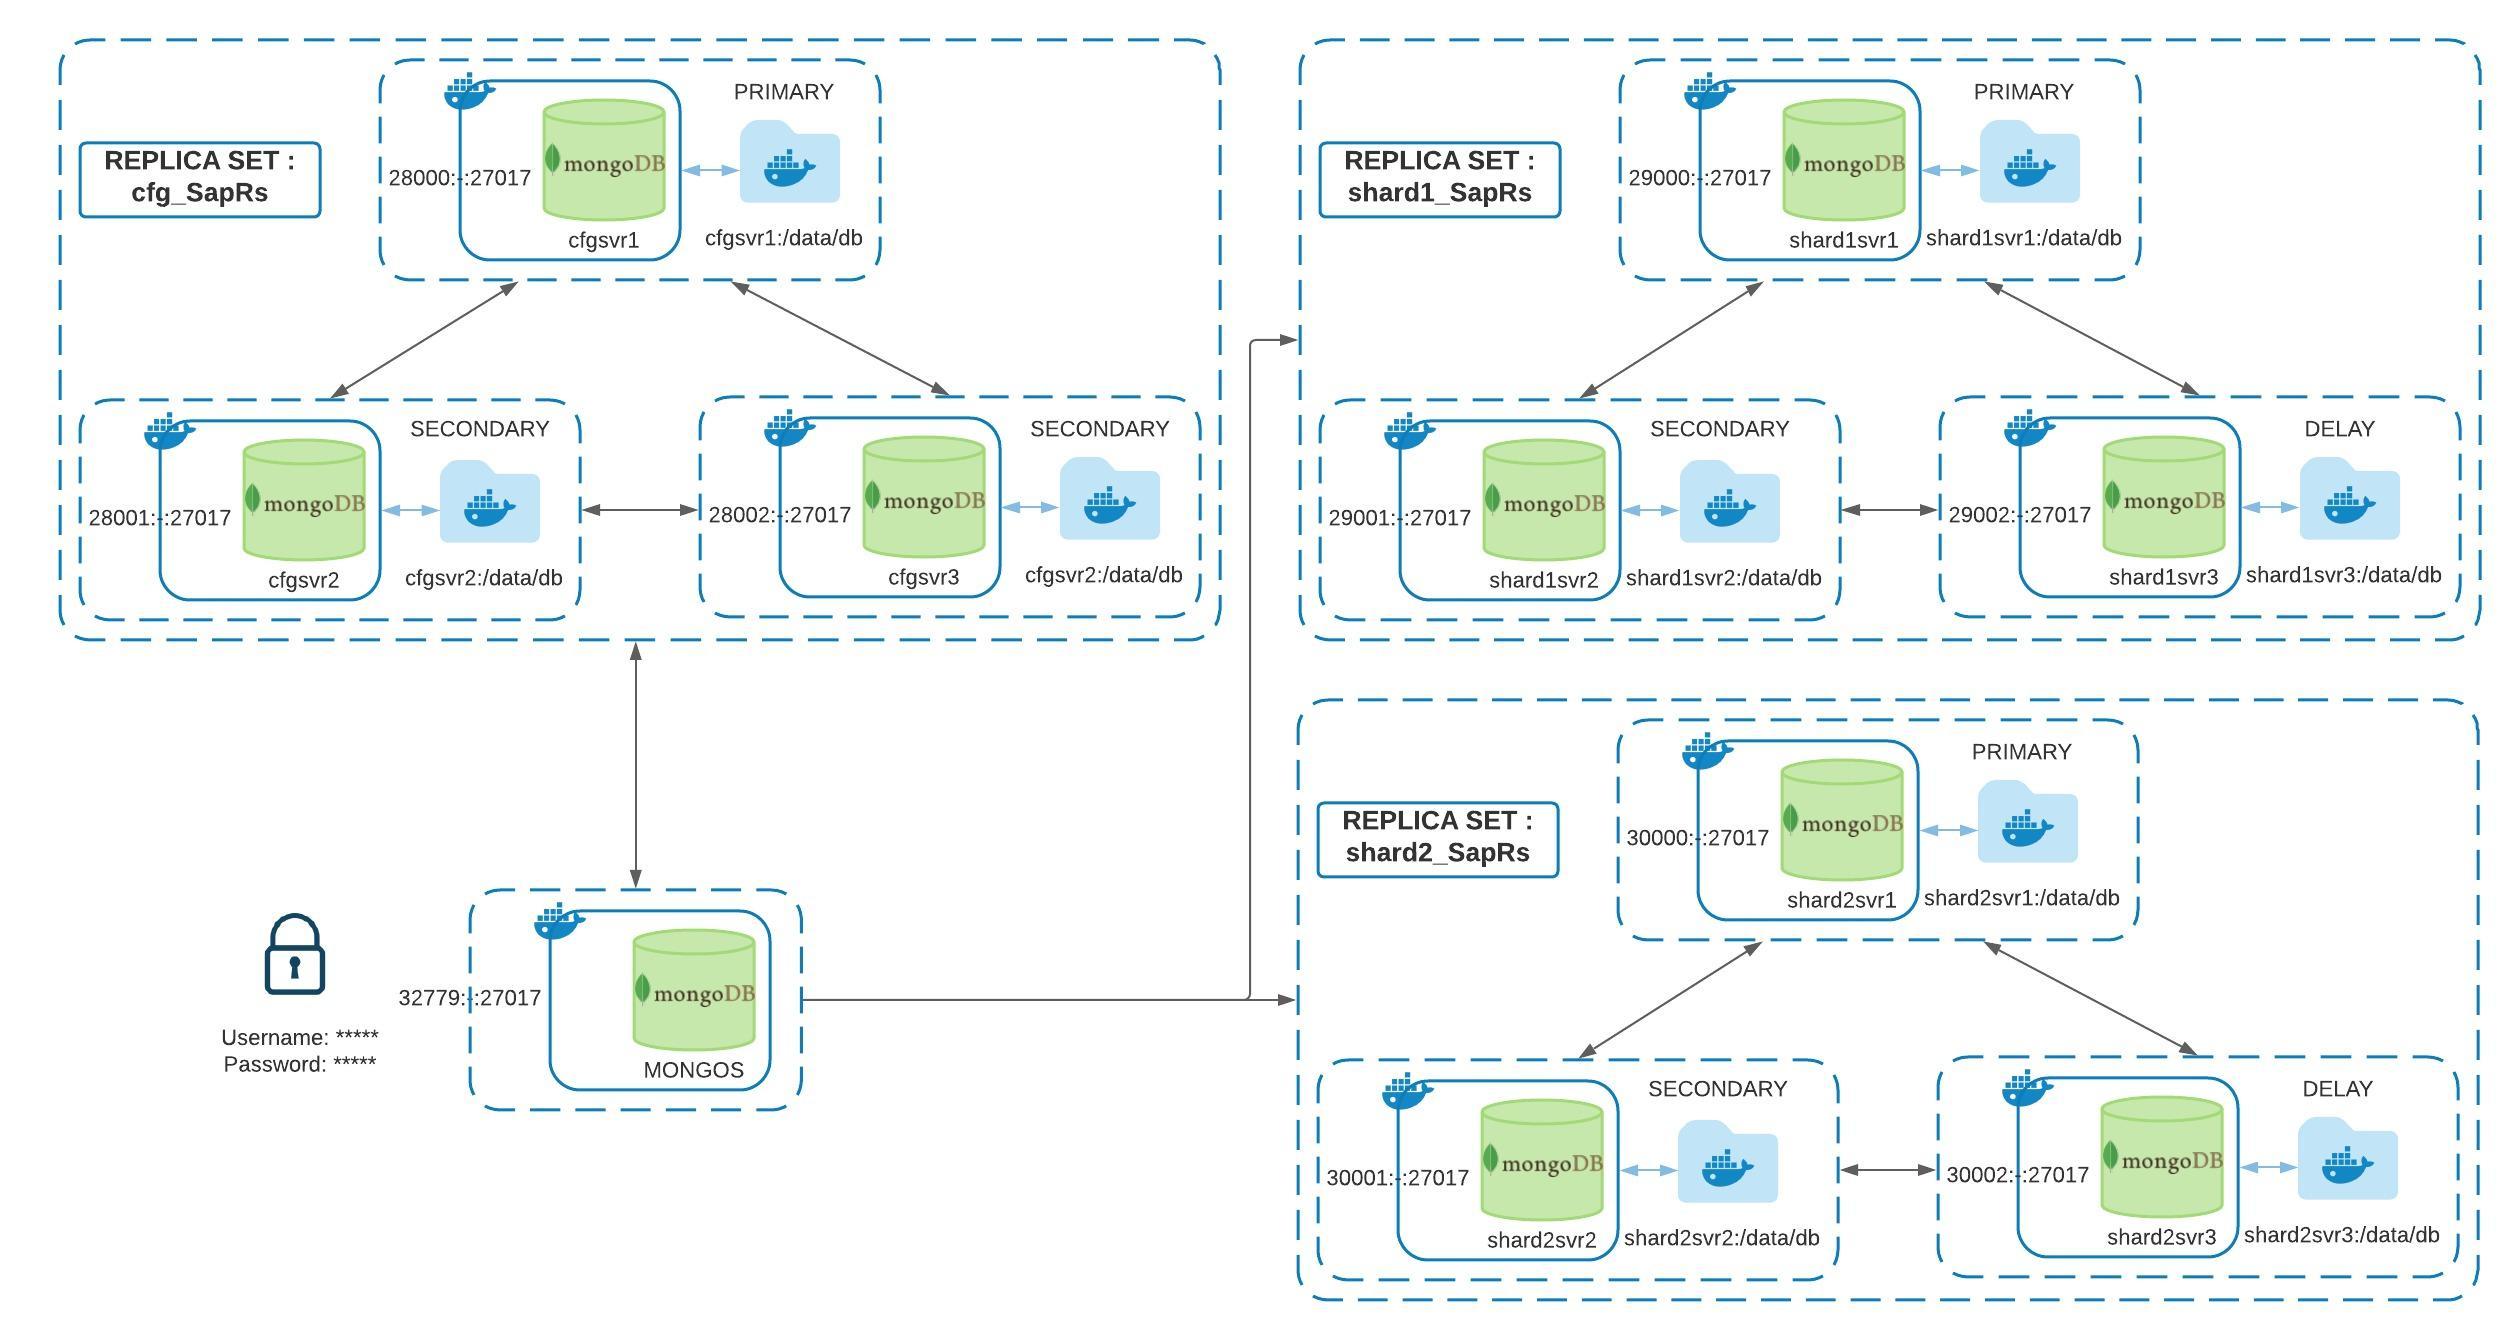 REPLICA SET :
cfg_SapRs
PRIMARY
28000:-:27017
mongoDB
cfgsvr1
cfgsvr1:/data/db
SECONDARY
28001:-:27017
mongoDB
cfgsvr2
cfgsvr2:/data/db
SECONDARY
28002:-:27017
mongoDB
cfgsvr3
cfgsvr2:/data/db
REPLICA SET :
shard1_SapRs
PRIMARY
29000:-:27017
mongoDB
shard1svr1
shard1svr1:/data/db
SECONDARY
29001:-:27017
mongoDB
shard1svr2
shard1svr2:/data/db
DELAY
29002:-:27017
mongoDB
shard1svr3
shard1svr3:/data/db
Username: *****
Password: *****
32779:-:27017
mongoDB
MONGOS
REPLICA SET :
shard2_SapRs
PRIMARY
30000:-:27017
mongoDB
shard2svr1
shard2svr1:/data/db
SECONDARY
30001:-:27017
mongoDB
shard2svr2
shard2svr2:/data/db
DELAY
30002:-:27017
mongoDB
shard2svr3
shard2svr3:/data/db